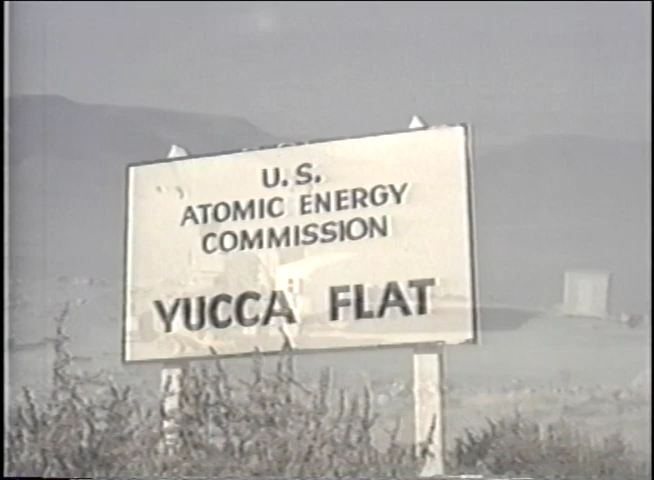 U.S.
ATOMIC ENERGY
COMMISSION
YUCCA FLAT